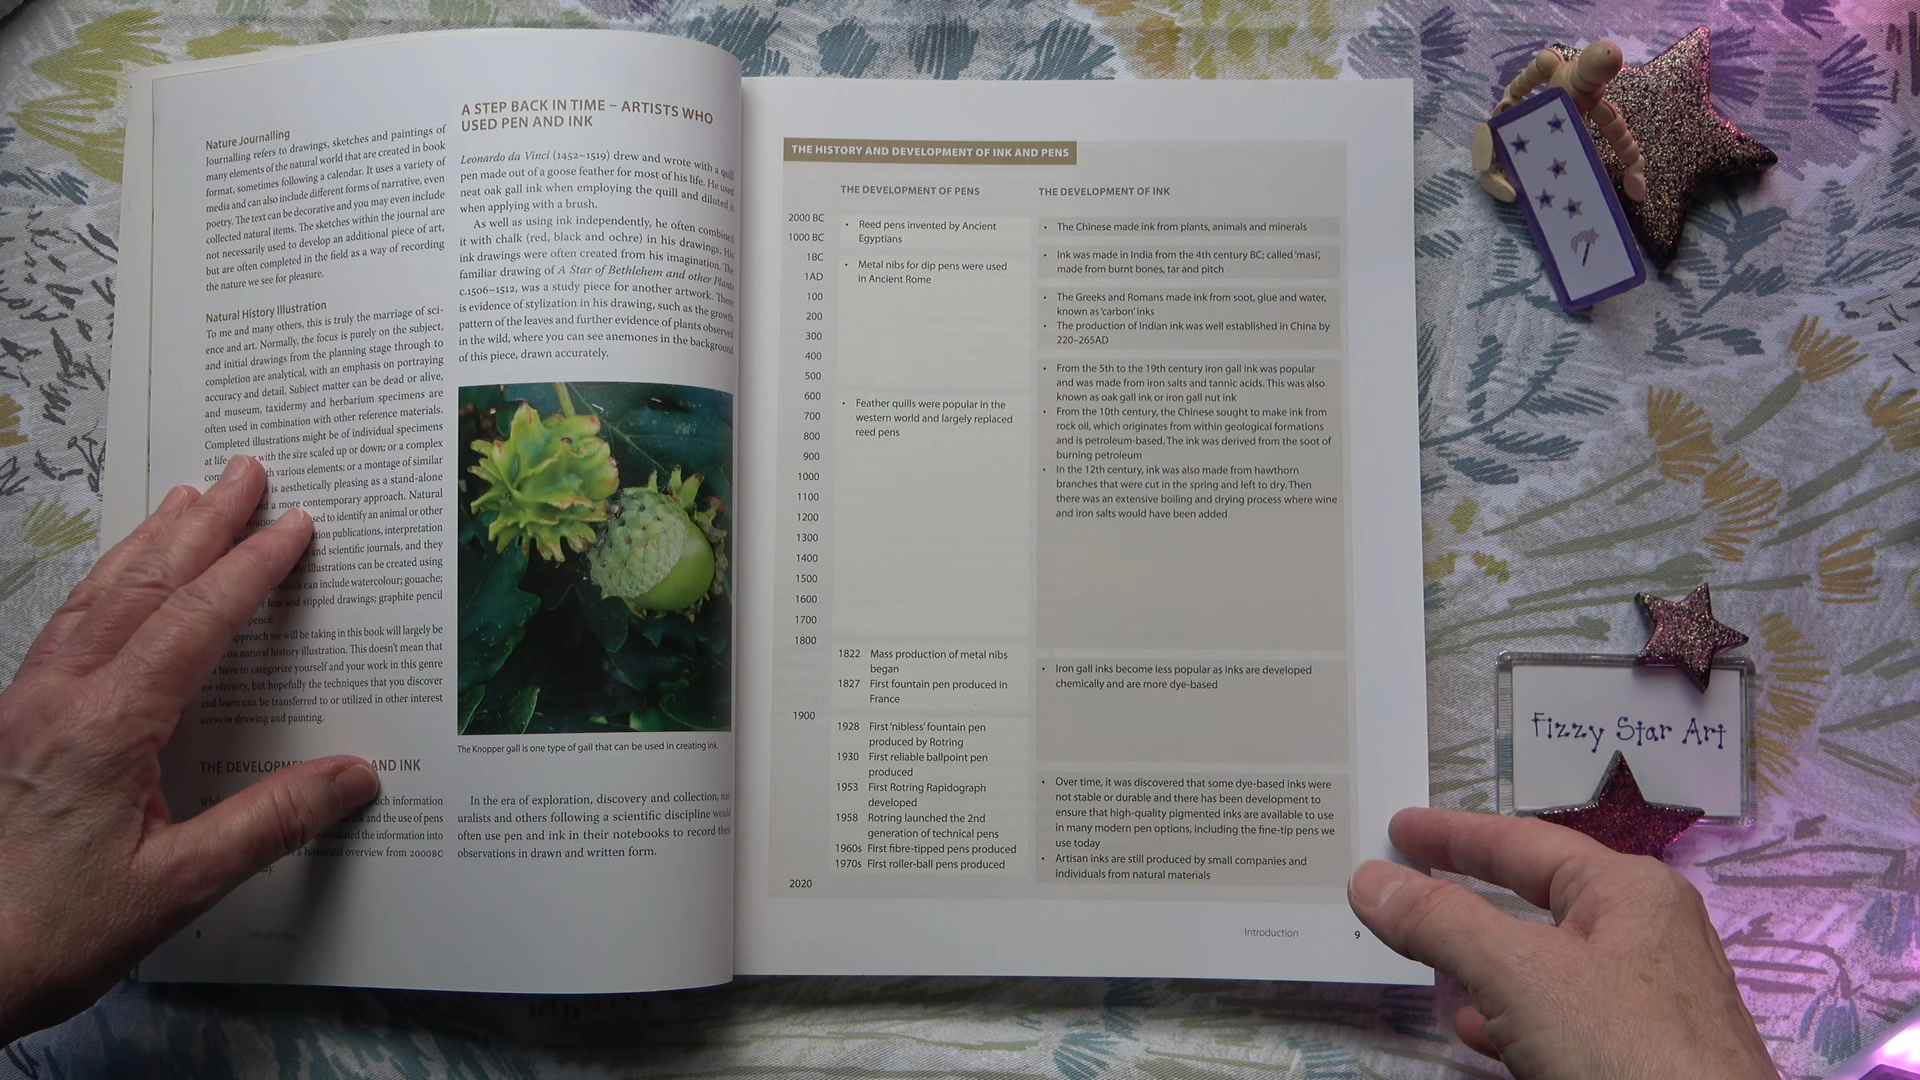 Nature Journalling
Journalling refers to drawings, sketches and paintings of
many elements of the natural world that are created in book
format, sometimes following a calendar. It uses a variety of
media and can also include different forms of narrative, even
poetry. The text can be decorative and you may even include
collected natural items. The sketches within the journal are
not necessarily used to develop an additional piece of art,
but are often completed in the field as a way of recording
the nature we see for pleasure.
Natural History Illustration
To me and many others, this is truly the marriage of sci-
ence and art. Normally, the focus is purely on the subject,
and initial drawings from the planning stage through to
completion are analytical, with an emphasis on portraying
accuracy and detail. Subject matter can be dead or alive,
and museum, taxidermy and herbarium specimens are
often used in combination with other reference materials.
Completed illustrations might be of individual specimens
at life- with the size scaled up or down; or a complex
various elements; or a montage of similar
is aesthetically pleasing as a stand-alone
a more contemporary approach. Natural
to identify an animal or other
publications, interpretation
and scientific journals, and they
Illustrations can be created using
can include watercolour; gouache;
line and stippled drawings; graphite pencil
pencil
approach we will be taking in this book will largely be
on natural history illustration. This doesn't mean that
have to categorize yourself and your work in this genre
eternity, but hopefully the techniques that you discover
and learn can be transferred to or utilized in other interest
areas in drawing and painting.
THE AND INK
information
and the use of pens
the information into
overview from 2000BC
8 Introduction
A STEP BACK IN TIME – ARTISTS WHO
USED PEN AND INK
Leonardo da Vinci (1452–1519) drew and wrote with a quill
pen made out of a goose feather for most of his life. He used
neat oak gall ink when employing the quill and diluted it
when applying with a brush.
As well as using ink independently, he often combined
it with chalk (red, black and ochre) in his drawings. His
ink drawings were often created from his imagination. The
familiar drawing of A Star of Bethlehem and other Plants
c.1506–1512, was a study piece for another artwork. There
is evidence of stylization in his drawing, such as the growth
pattern of the leaves and further evidence of plants observed
in the wild, where you can see anemones in the background
of this piece, drawn accurately.
The Knopper gall is one type of gall that can be used in creating ink.
In the era of exploration, discovery and collection, nat-
uralists and others following a scientific discipline would
often use pen and ink in their notebooks to record their
observations in drawn and written form.
THE HISTORY AND DEVELOPMENT OF INK AND PENS
THE DEVELOPMENT OF PENS
2000 BC
1000 BC
1BC
1AD
100
200
300
400
500
600
700
800
900
1000
1100
1200
1300
1400
1500
1600
1700
1800
1900
2020
• Reed pens invented by Ancient
Egyptians
• Metal nibs for dip pens were used
in Ancient Rome
• Feather quills were popular in the
western world and largely replaced
reed pens
1822 Mass production of metal nibs
began
1827 First fountain pen produced in
France
1928 First 'nibless' fountain pen
produced by Rotring
1930 First reliable ballpoint pen
produced
1953 First Rotring Rapidograph
developed
1958 Rotring launched the 2nd
generation of technical pens
1960s First fibre-tipped pens produced
1970s First roller-ball pens produced
THE DEVELOPMENT OF INK
• The Chinese made ink from plants, animals and minerals
• Ink was made in India from the 4th century BC; called 'masi',
made from burnt bones, tar and pitch
• The Greeks and Romans made ink from soot, glue and water,
known as 'carbon' inks
• The production of Indian ink was well established in China by
220–265AD
• From the 5th to the 19th century iron gall ink was popular
and was made from iron salts and tannic acids. This was also
known as oak gall ink or iron gall nut ink
• From the 10th century, the Chinese sought to make ink from
rock oil, which originates from within geological formations
and is petroleum-based. The ink was derived from the soot of
burning petroleum
• In the 12th century, ink was also made from hawthorn
branches that were cut in the spring and left to dry. Then
there was an extensive boiling and drying process where wine
and iron salts would have been added
• Iron gall inks become less popular as inks are developed
chemically and are more dye-based
• Over time, it was discovered that some dye-based inks were
not stable or durable and there has been development to
ensure that high-quality pigmented inks are available to use
in many modern pen options, including the fine-tip pens we
use today
• Artisan inks are still produced by small companies and
individuals from natural materials
Introduction 9
Fizzy Star Art